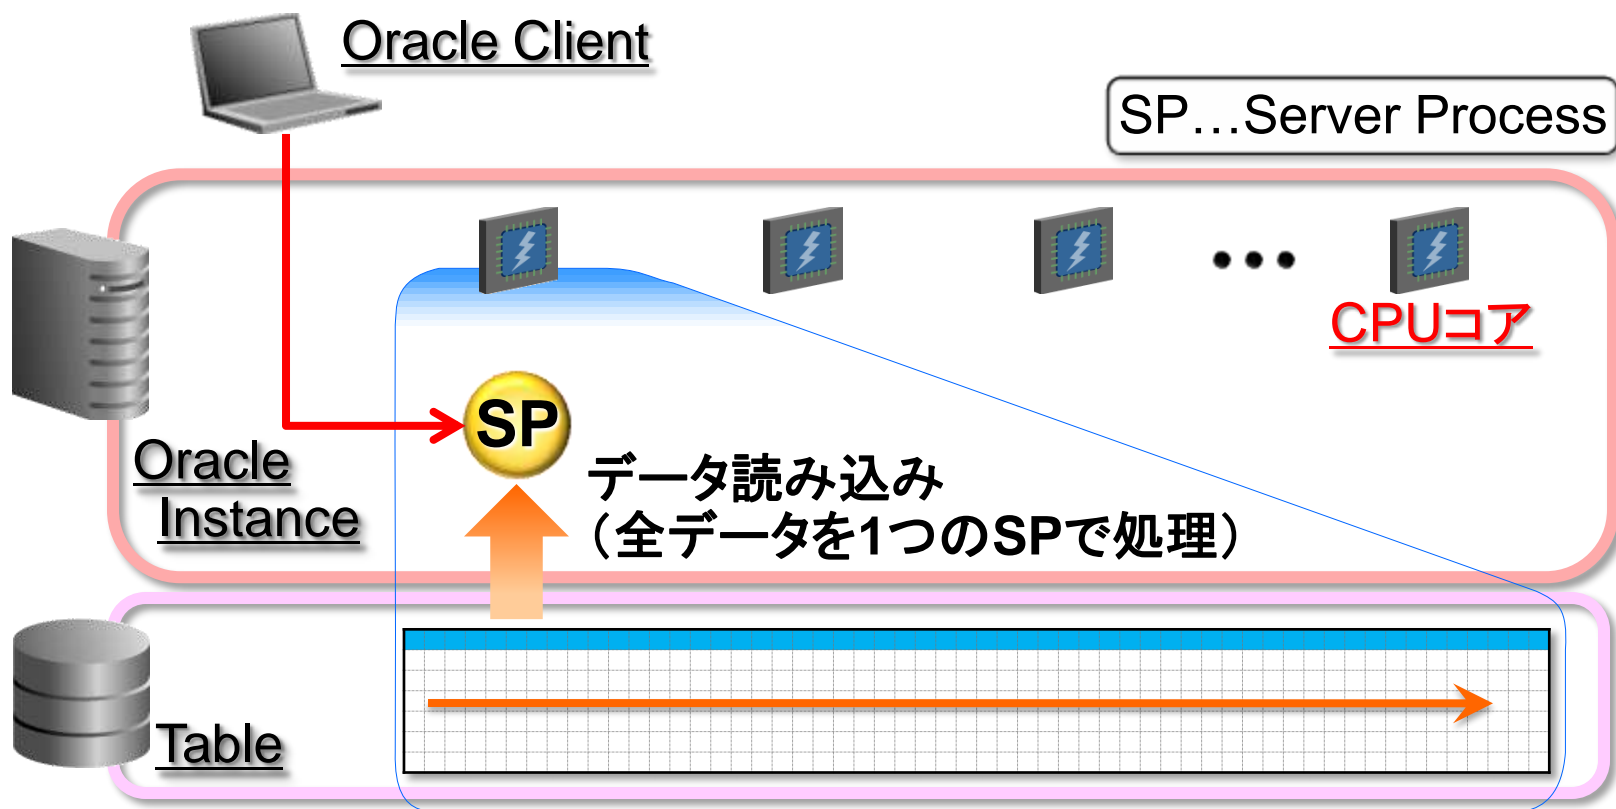 Oracle Client
SP…Server Process
CPUコア
SP
Oracle
Instance
データ読み込み
（全データを1つのSPで処理）
Table